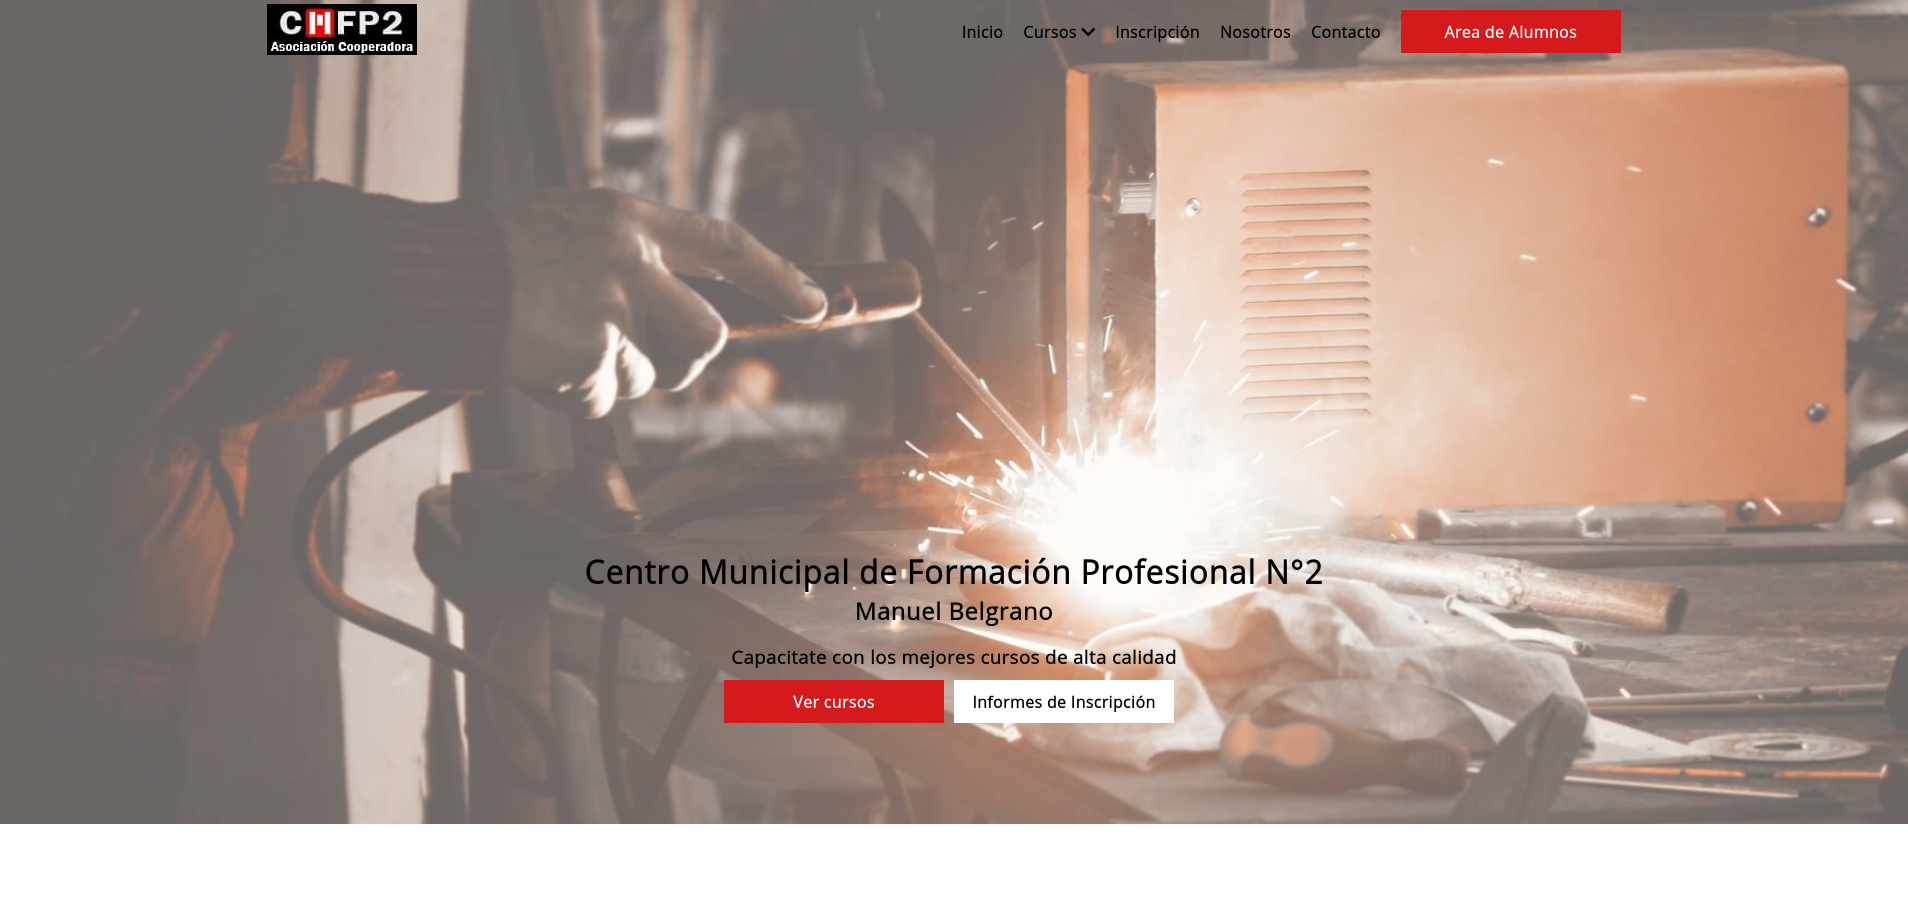 CMFP2
Asociación Cooperadora
Inicio
Cursos
Inscripción
Nosotros
Contacto
Area de Alumnos
Centro Municipal de Formación Profesional N°2
Manuel Belgrano
Capacitate con los mejores cursos de alta calidad
Ver cursos
Informes de Inscripción